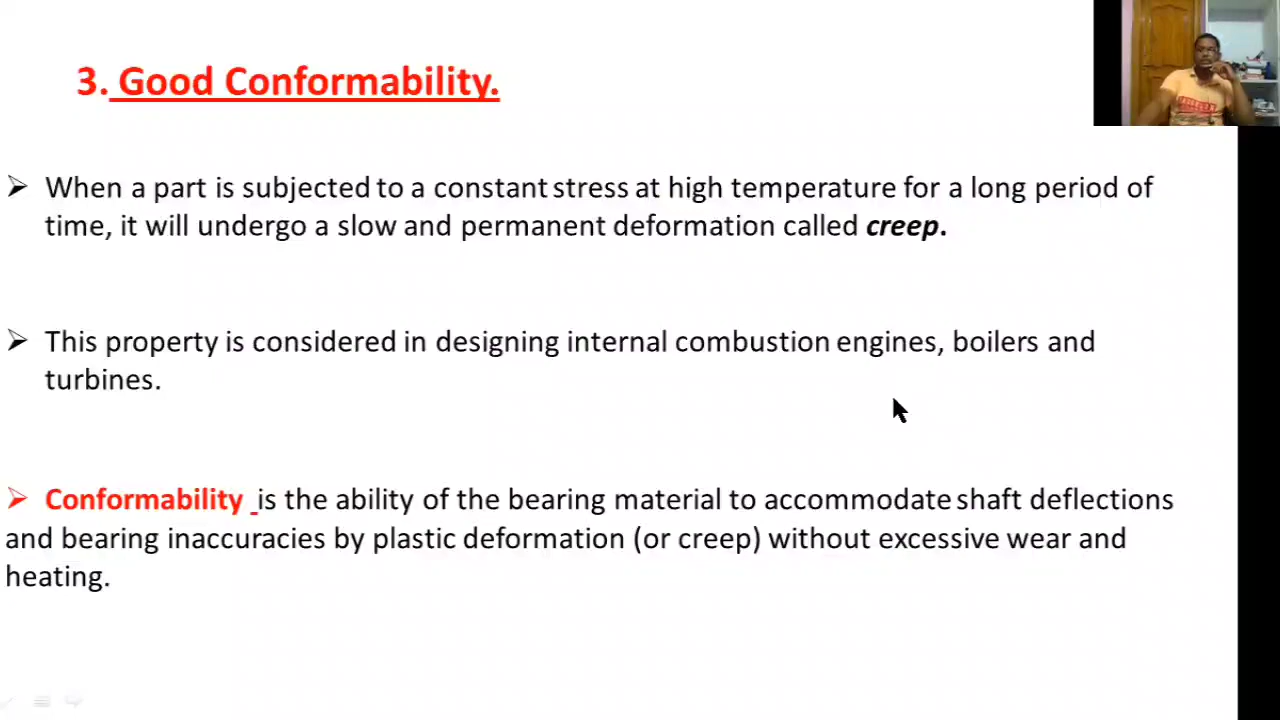 3. Good Conformability.
➢ When a part is subjected to a constant stress at high temperature for a long period of
time, it will undergo a slow and permanent deformation called creep.
➢ This property is considered in designing internal combustion engines, boilers and
turbines.
➢ Conformability is the ability of the bearing material to accommodate shaft deflections
and bearing inaccuracies by plastic deformation (or creep) without excessive wear and
heating.